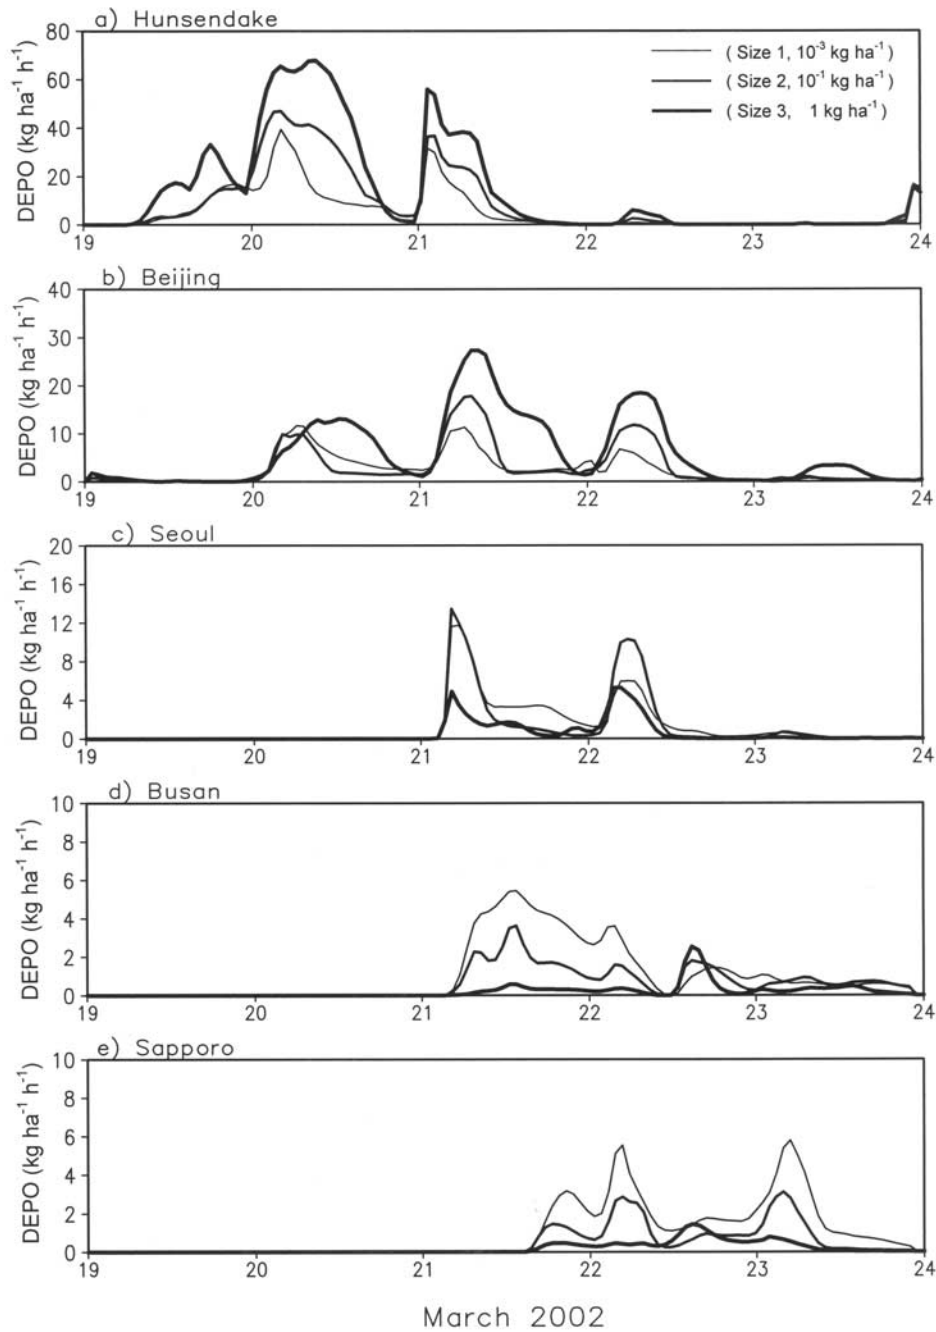 a) Hunsendake
80
60
40
20
0
DEPO (kg ha⁻¹ h⁻¹)
( Size 1, 10⁻³ kg ha⁻¹ )
( Size 2, 10⁻¹ kg ha⁻¹ )
( Size 3, 1 kg ha⁻¹ )
19 20 21 22 23 24
b) Beijing
40
30
20
10
0
DEPO (kg ha⁻¹ h⁻¹)
19 20 21 22 23 24
c) Seoul
20
16
12
8
4
0
DEPO (kg ha⁻¹ h⁻¹)
19 20 21 22 23 24
d) Busan
10
8
6
4
2
0
DEPO (kg ha⁻¹ h⁻¹)
19 20 21 22 23 24
e) Sapporo
10
8
6
4
2
0
DEPO (kg ha⁻¹ h⁻¹)
19 20 21 22 23 24
March 2002